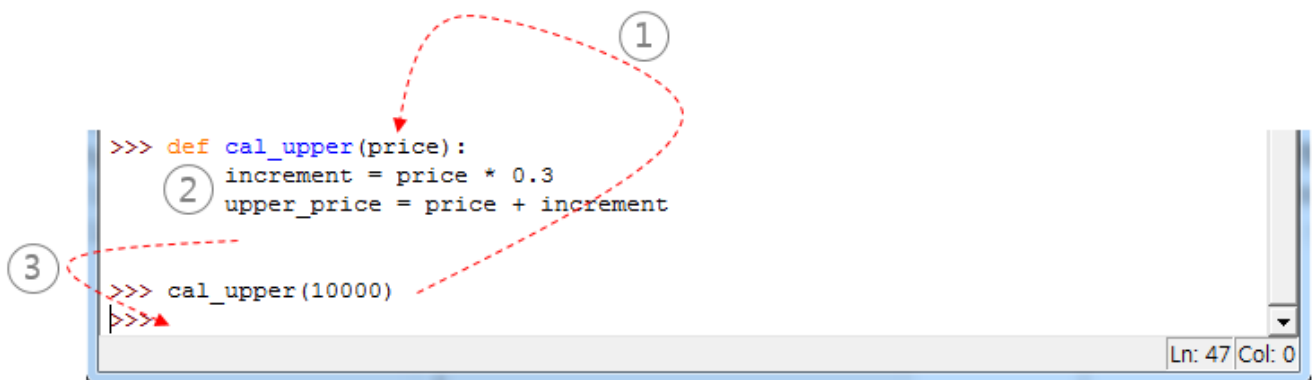 ①
>>> def cal_upper(price):
② increment = price * 0.3
upper_price = price + increment
③
>>> cal_upper(10000)
>>>
Ln: 47 Col: 0